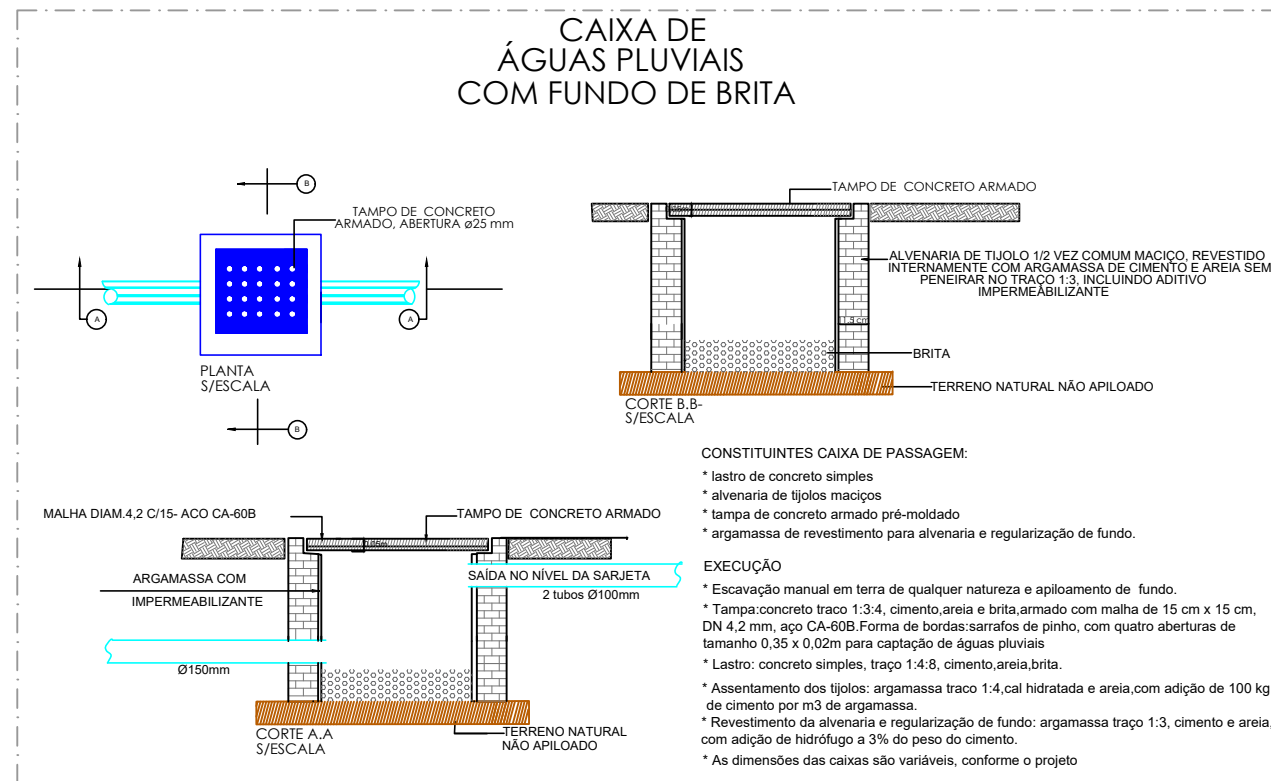 CAIXA DE
ÁGUAS PLUVIAIS
COM FUNDO DE BRITA
B
TAMPO DE CONCRETO
ARMADO, ABERTURA ø25 mm
A
A
PLANTA
S/ESCALA
B
TAMPO DE CONCRETO ARMADO
ALVENARIA DE TIJOLO 1/2 VEZ COMUM MACIÇO, REVESTIDO
INTERNAMENTE COM ARGAMASSA DE CIMENTO E AREIA SEM
PENEIRAR NO TRAÇO 1:3, INCLUINDO ADITIVO
IMPERMEABILIZANTE
5 cm
BRITA
TERRENO NATURAL NÃO APILOADO
CORTE B.B-
S/ESCALA
MALHA DIAM.4,2 C/15- ACO CA-60B
TAMPO DE CONCRETO ARMADO
ARGAMASSA COM
IMPERMEABILIZANTE
SAÍDA NO NÍVEL DA SARJETA
2 tubos Ø100mm
Ø150mm
CORTE A.A
S/ESCALA
TERRENO NATURAL
NÃO APILOADO
CONSTITUINTES CAIXA DE PASSAGEM:
* lastro de concreto simples
* alvenaria de tijolos maciços
* tampa de concreto armado pré-moldado
* argamassa de revestimento para alvenaria e regularização de fundo.
EXECUÇÃO
* Escavação manual em terra de qualquer natureza e apiloamento de fundo.
* Tampa:concreto traco 1:3:4, cimento,areia e brita,armado com malha de 15 cm x 15 cm,
DN 4,2 mm, aço CA-60B.Forma de bordas:sarrafos de pinho, com quatro aberturas de
tamanho 0,35 x 0,02m para captação de águas pluviais
* Lastro: concreto simples, traço 1:4:8, cimento,areia,brita.
* Assentamento dos tijolos: argamassa traco 1:4,cal hidratada e areia,com adição de 100 kg
de cimento por m3 de argamassa.
* Revestimento da alvenaria e regularização de fundo: argamassa traço 1:3, cimento e areia,
com adição de hidrófugo a 3% do peso do cimento.
* As dimensões das caixas são variáveis, conforme o projeto